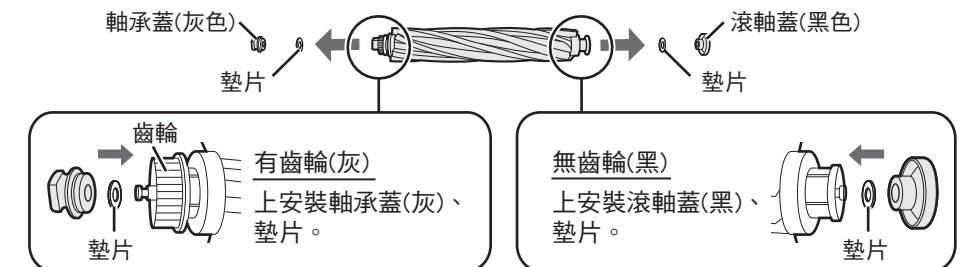 軸承蓋(灰色)
滾軸蓋(黑色)
墊片
墊片
齒輪
有齒輪(灰)
上安裝軸承蓋(灰)、
墊片。
墊片
無齒輪(黑)
上安裝滾軸蓋(黑)、
墊片。
墊片